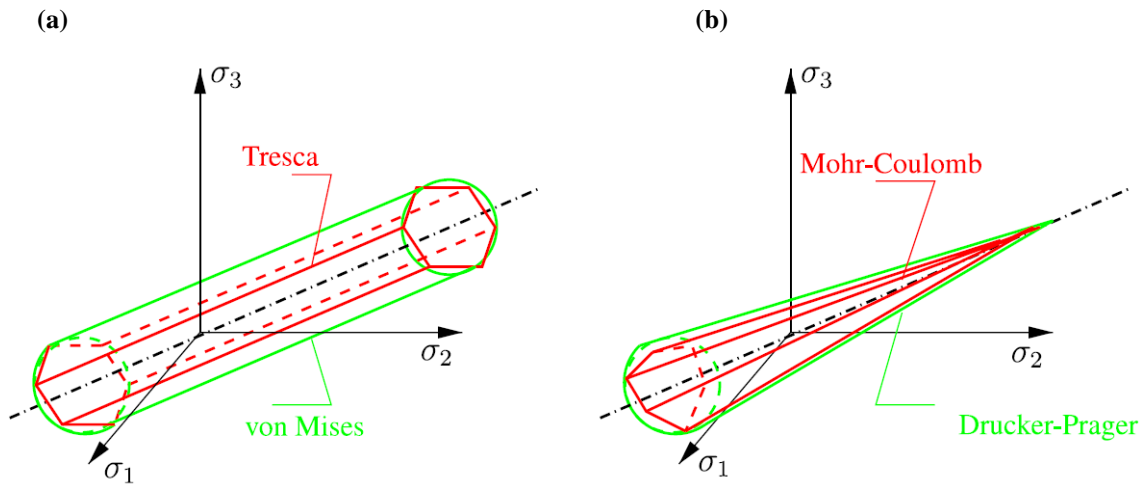 (a)
σ3
Tresca
σ2
von Mises
σ1
(b)
σ3
Mohr-Coulomb
σ2
Drucker-Prager
σ1